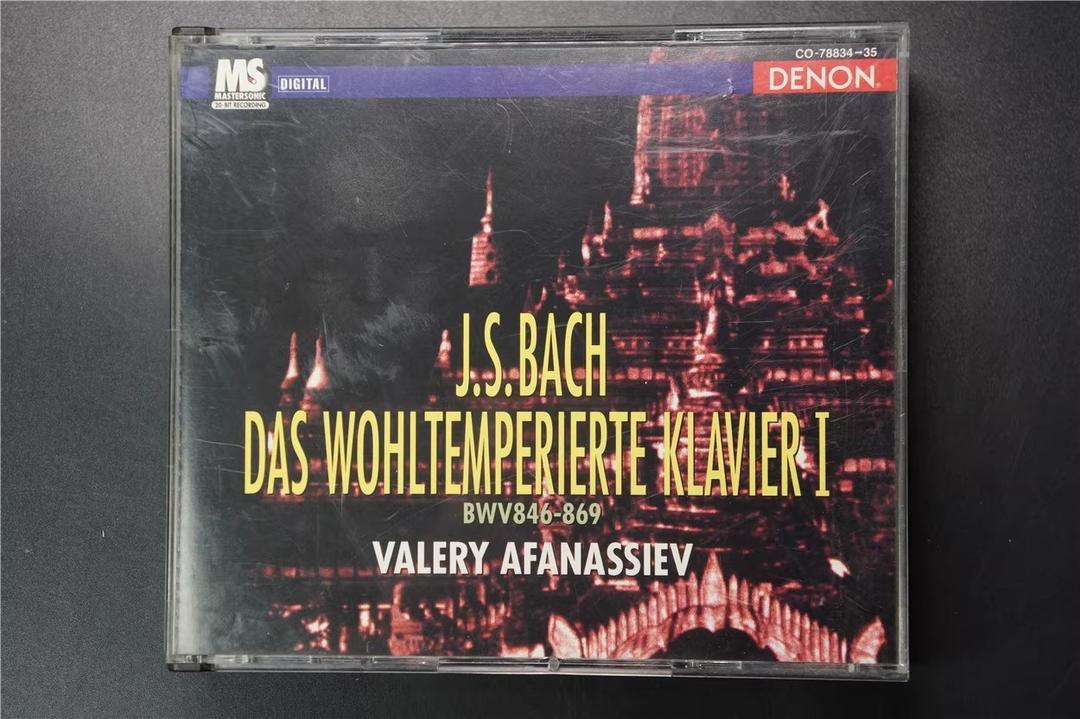 CO-78834→35
MS
MASTERSONIC
20-BIT RECORDING
DIGITAL
DENON
J.S.BACH
DAS WOHLTEMPERIERTE KLAVIER I
BWV846-869
VALERY AFANASSIEV